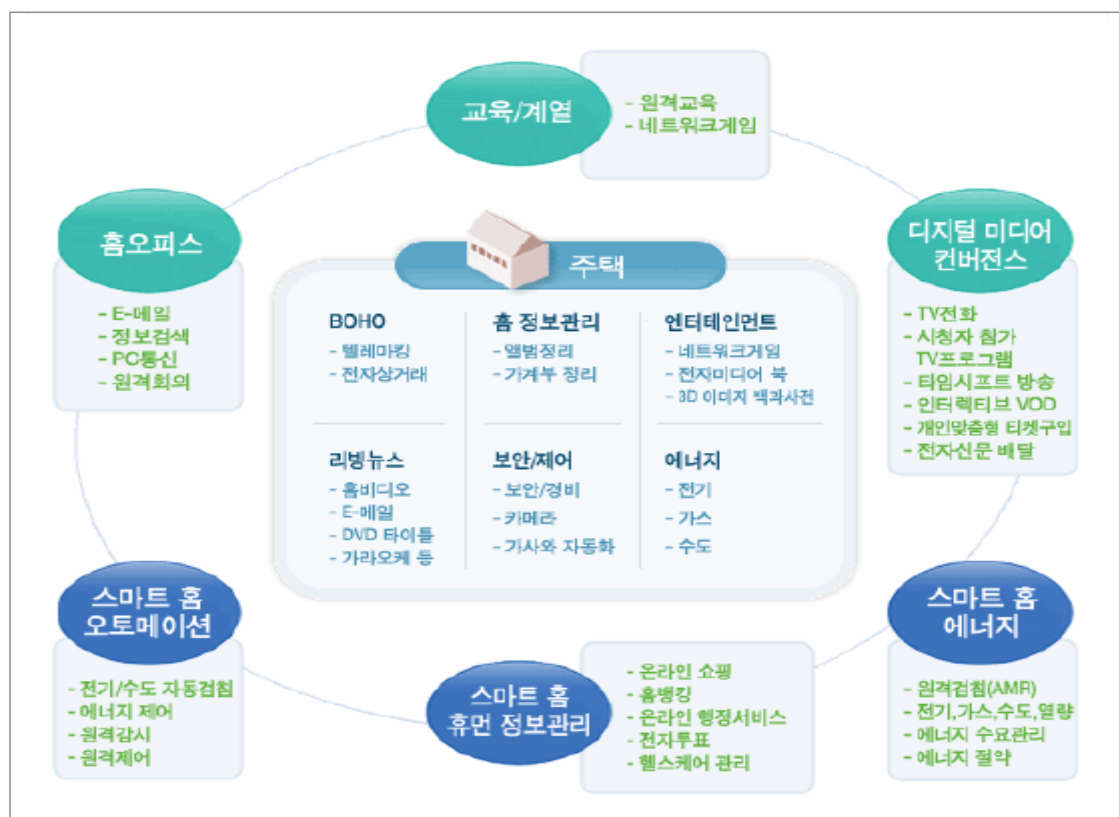 교육/계열
- 원격교육
- 네트워크게임
홈오피스
- E-메일
- 정보검색
- PC통신
- 원격회의
디지털 미디어
컨버전스
- TV전화
- 시청자 참가
TV프로그램
- 타임시프트 방송
- 인터렉티브 VOD
- 개인맞춤형 티켓구입
- 전자신문 배달
주택
BOHO
- 텔레마킹
- 전자상거래
홈 정보관리
- 앨범정리
- 가계부 정리
엔터테인먼트
- 네트워크게임
- 전자미디어 북
- 3D 이미지 백과사전
리빙뉴스
- 홈비디오
- E-메일
- DVD 타이틀
- 가라오케 등
보안/제어
- 보안/경비
- 카메라
- 가사와 자동화
에너지
- 전기
- 가스
- 수도
스마트 홈
오토메이션
- 전기/수도 자동검침
- 에너지 제어
- 원격감시
- 원격제어
스마트 홈
휴먼 정보관리
- 온라인 쇼핑
- 홈뱅킹
- 온라인 행정서비스
- 전자투표
- 헬스케어 관리
스마트 홈
에너지
- 원격검침(AMR)
- 전기,가스,수도,열량
- 에너지 수요관리
- 에너지 절약